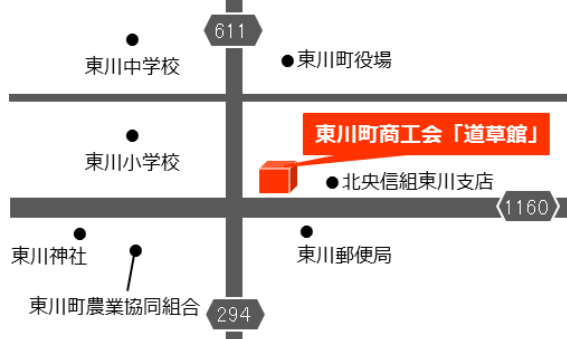 611
東川中学校
東川町役場
東川町商工会「道草館」
東川小学校
北央信組東川支店
1160
東川神社
東川郵便局
東川町農業協同組合
294